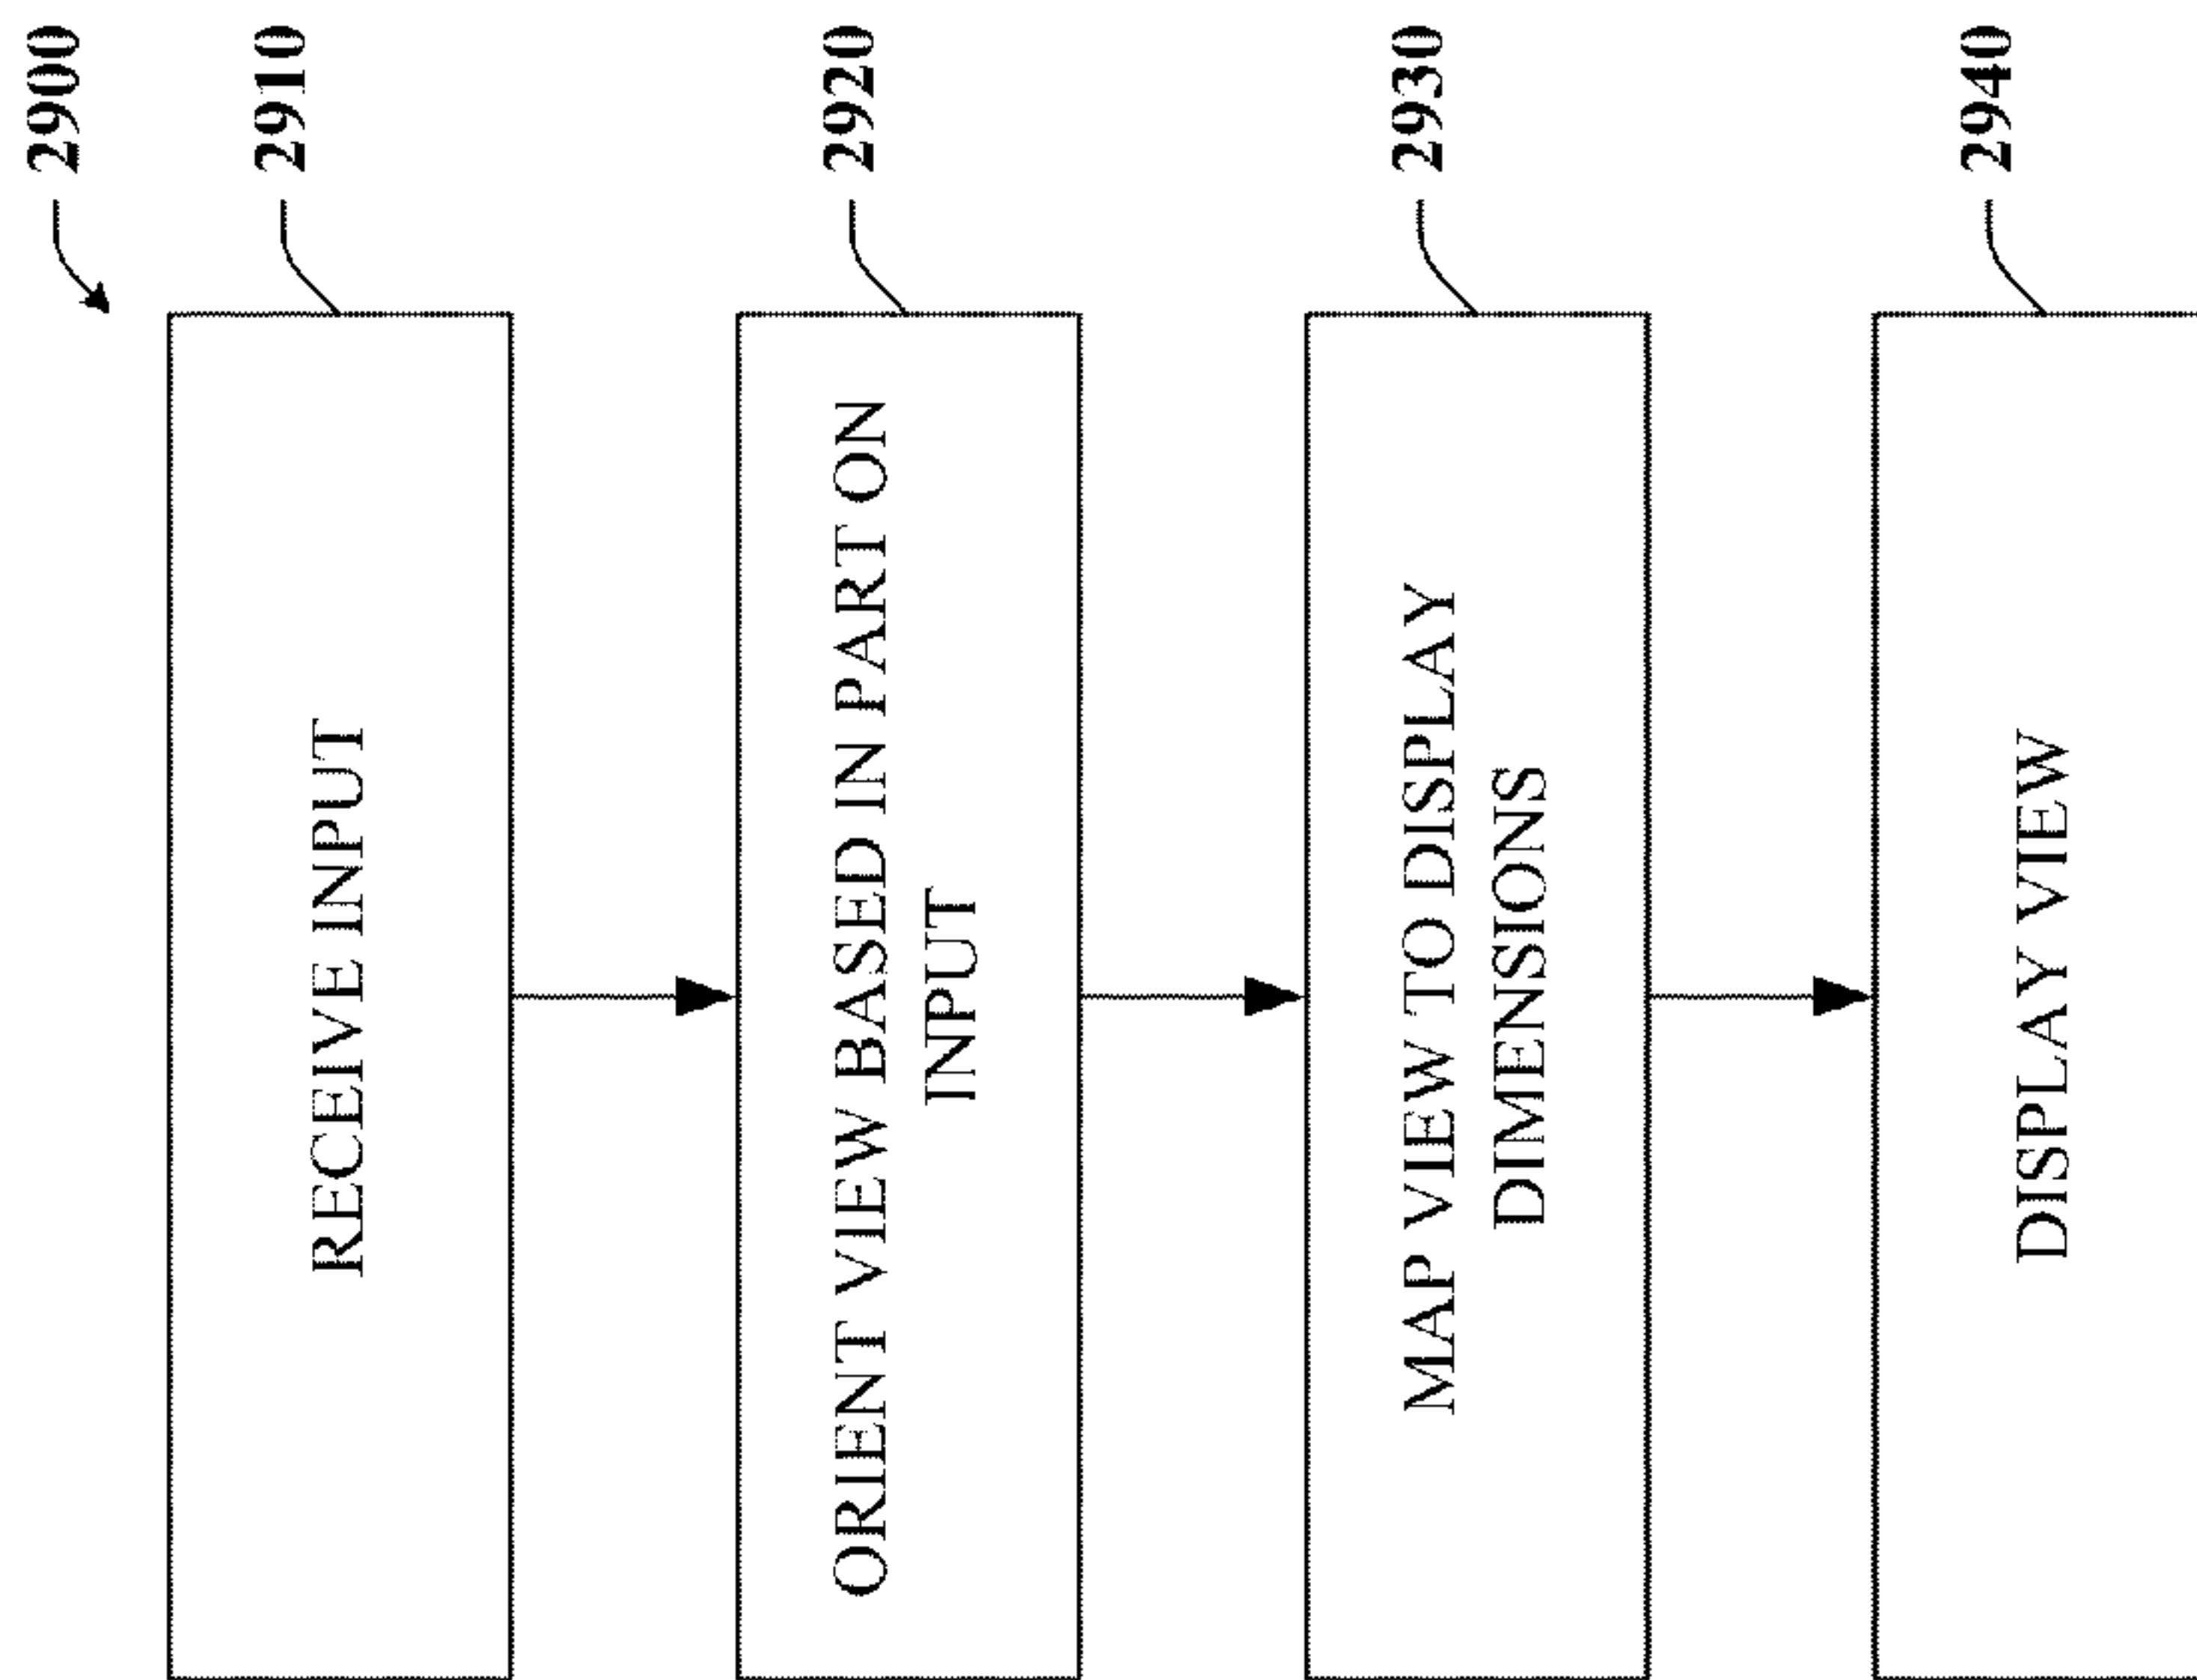 2900
2910
RECEIVE INPUT
2920
ORIENT VIEW BASED IN PART ON
INPUT
2930
MAP VIEW TO DISPLAY
DIMENSIONS
2940
DISPLAY VIEW